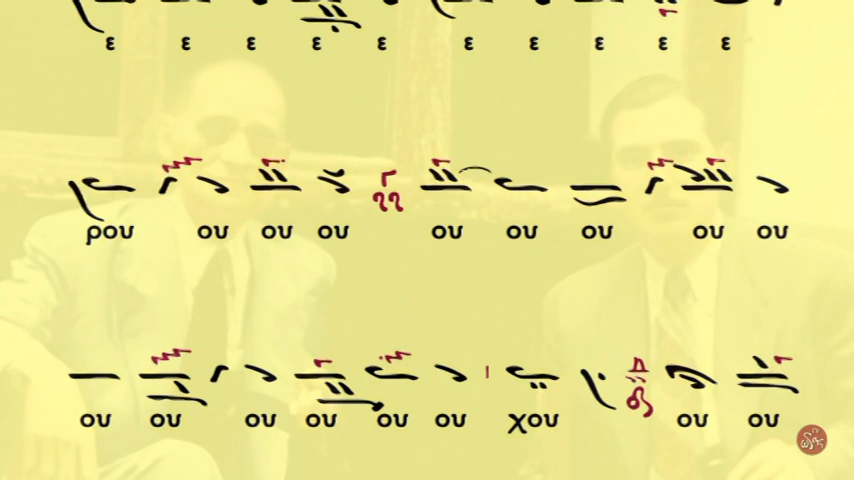 ε ε ε ε ε ε ε ε ε ε
ρου ου ου ου ου ου ου ου ου
ου ου ου ου ου ου χου ου ου